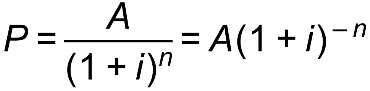 P = A/(1 + i)ⁿ = A(1 + i)⁻ⁿ